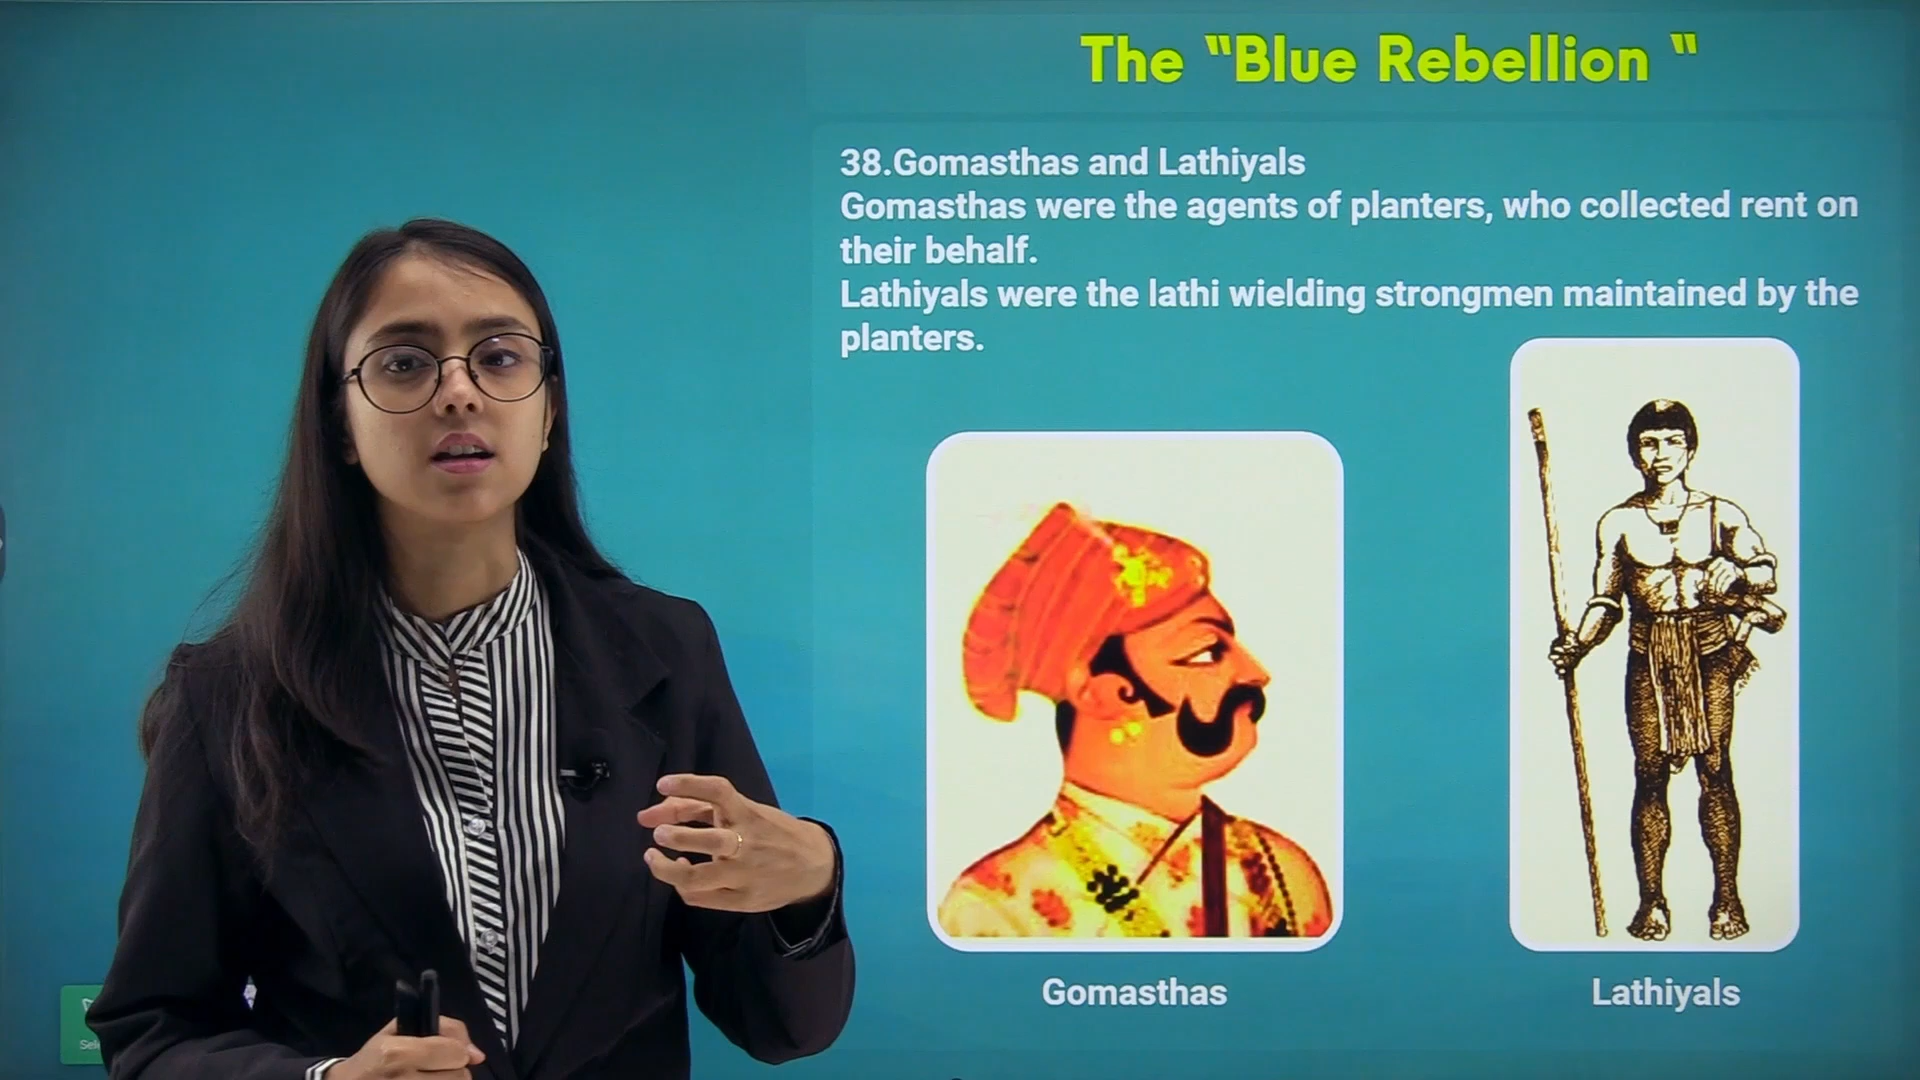 The “Blue Rebellion “
38.Gomasthas and Lathiyals
Gomasthas were the agents of planters, who collected rent on
their behalf.
Lathiyals were the lathi wielding strongmen maintained by the
planters.
Gomasthas
Lathiyals